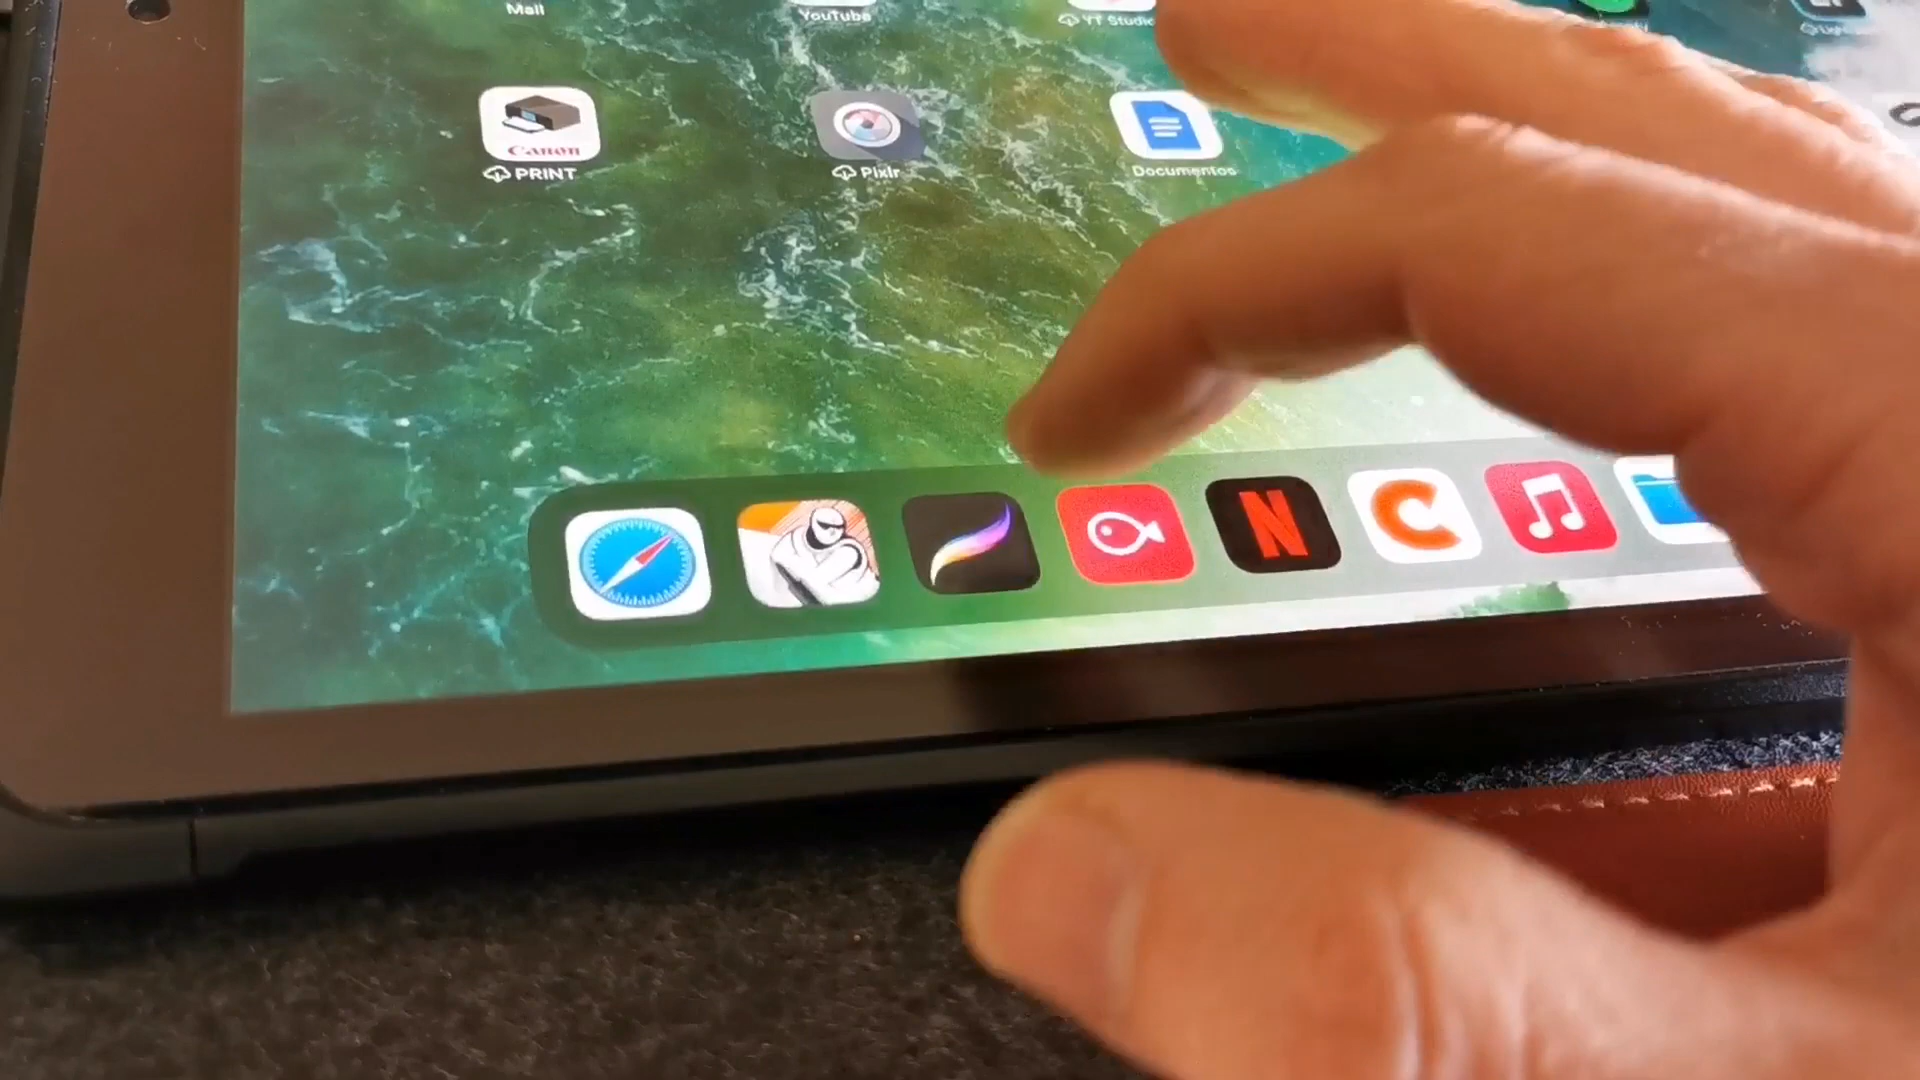 Mail
YouTube
YT Studio
Canon
PRINT
Pixlr
Documentos
N
C